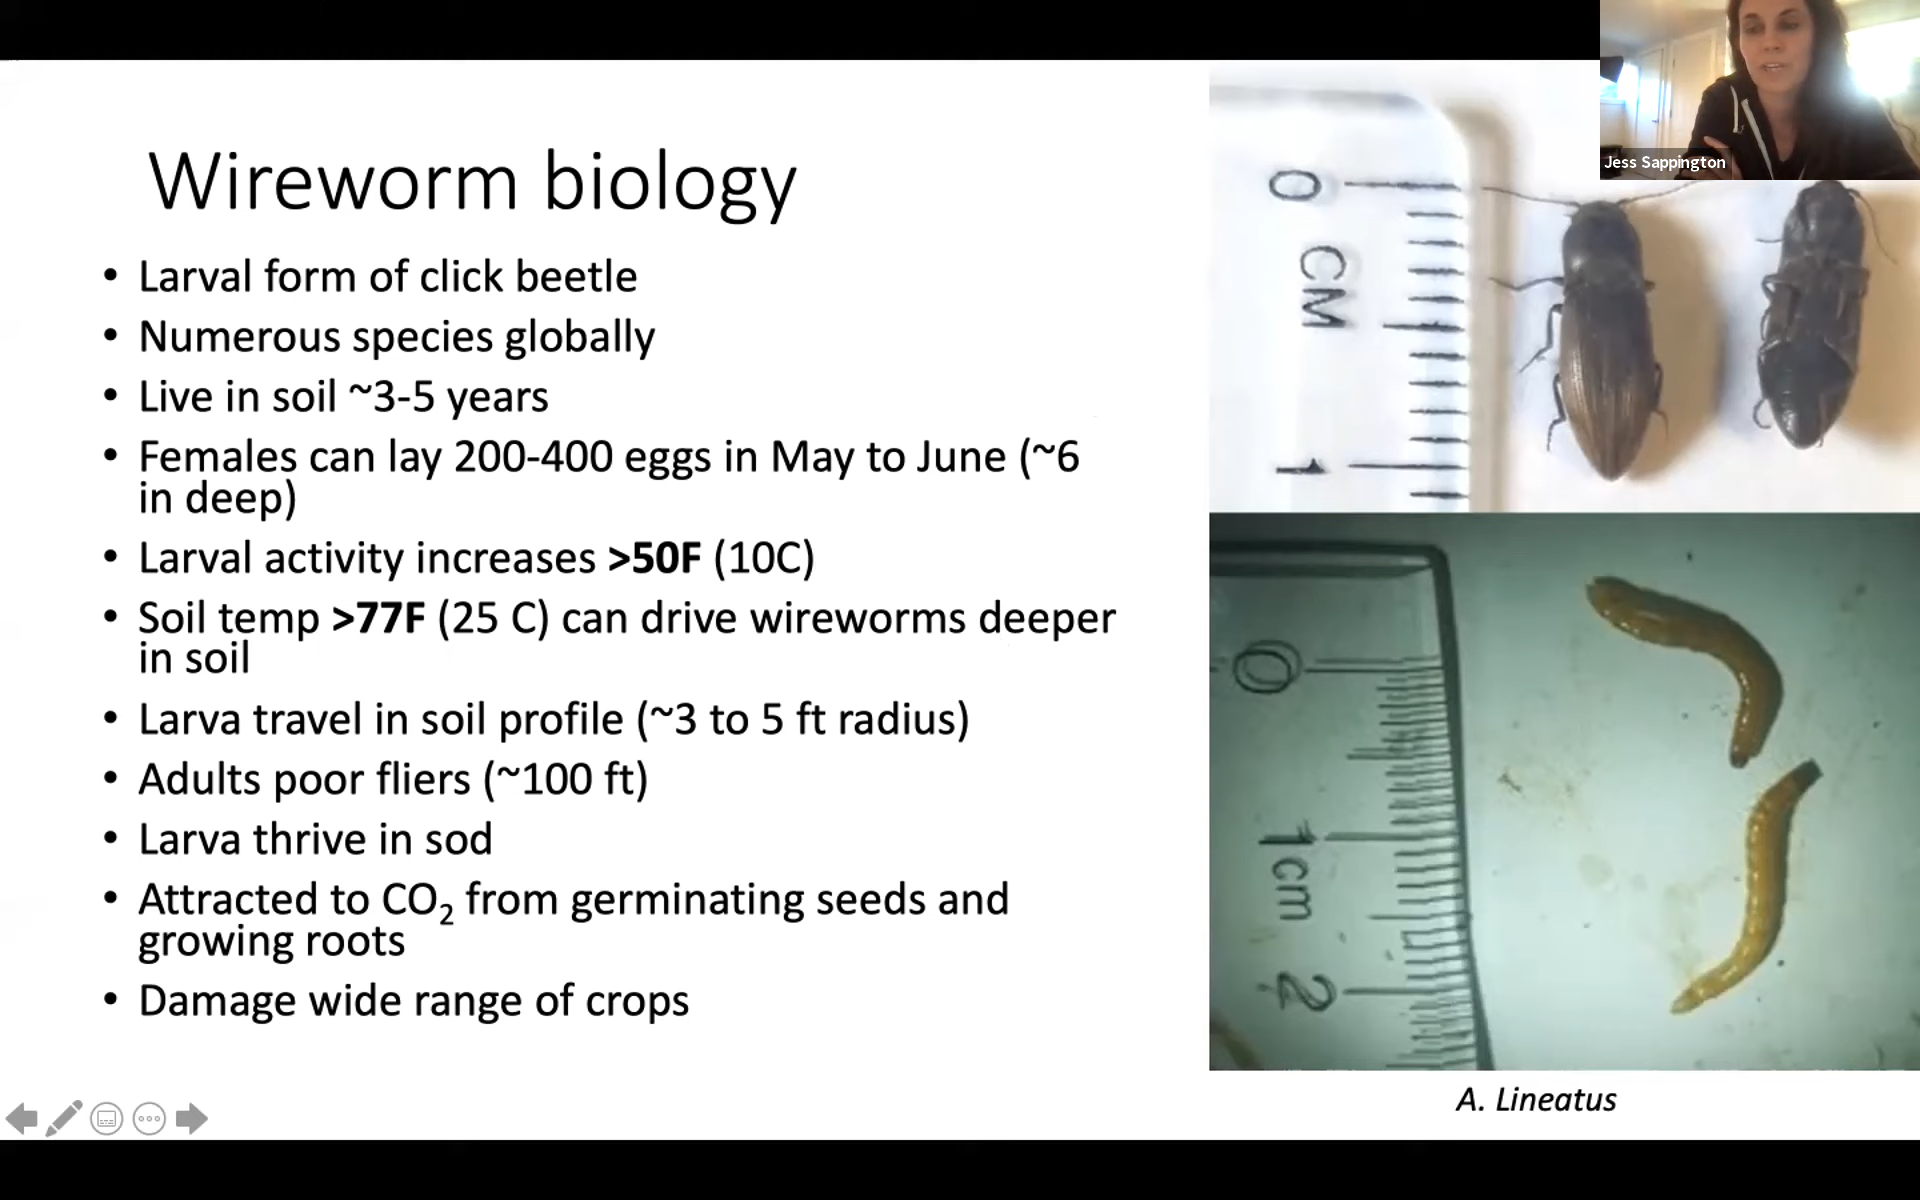 Jess Sappington
Wireworm biology
• Larval form of click beetle
• Numerous species globally
• Live in soil ~3-5 years
• Females can lay 200-400 eggs in May to June (~6
in deep)
• Larval activity increases >50F (10C)
• Soil temp >77F (25 C) can drive wireworms deeper
in soil
• Larva travel in soil profile (~3 to 5 ft radius)
• Adults poor fliers (~100 ft)
• Larva thrive in sod
• Attracted to CO₂ from germinating seeds and
growing roots
• Damage wide range of crops
0
CM
1
0
1cm
2
A. Lineatus